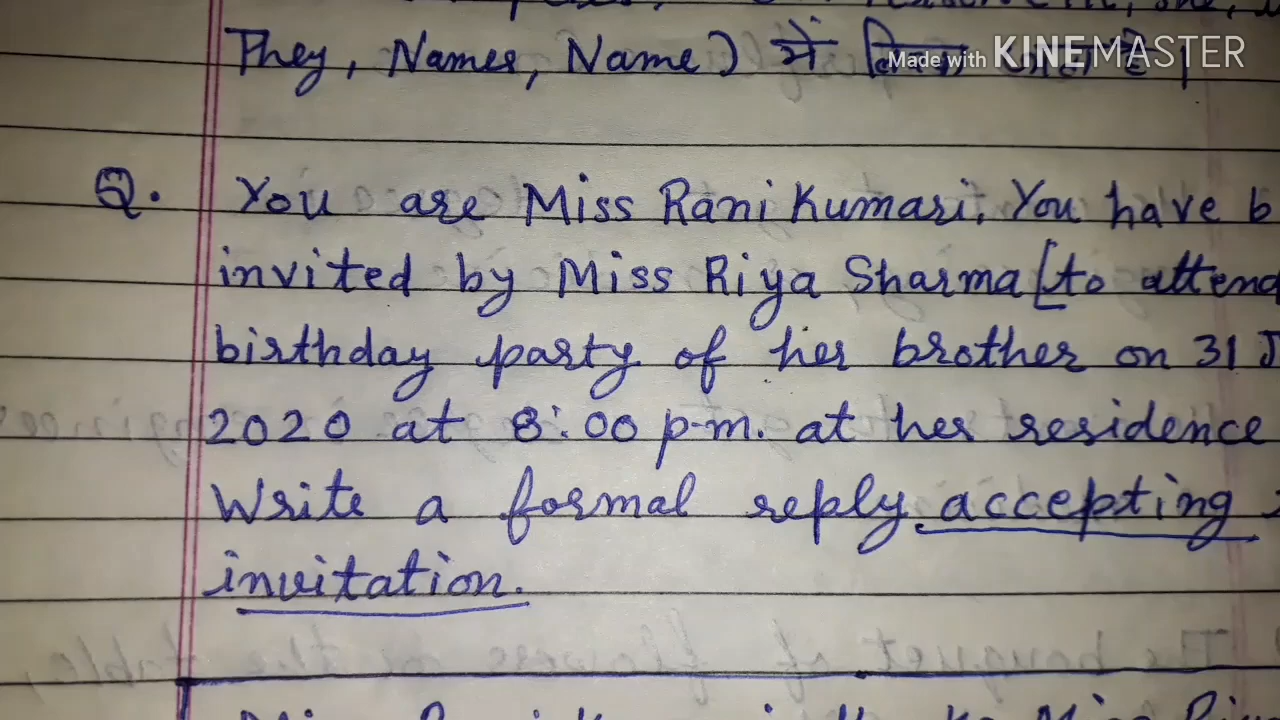 They, Names, Name) से
Made with KINEMASTER
Q. You are Miss Rani Kumari. You have b
invited by Miss Riya Sharma [to attend
birthday party of her brother on 31 J
2020 at 8:00 p.m. at her residence
Write a formal reply accepting
invitation.